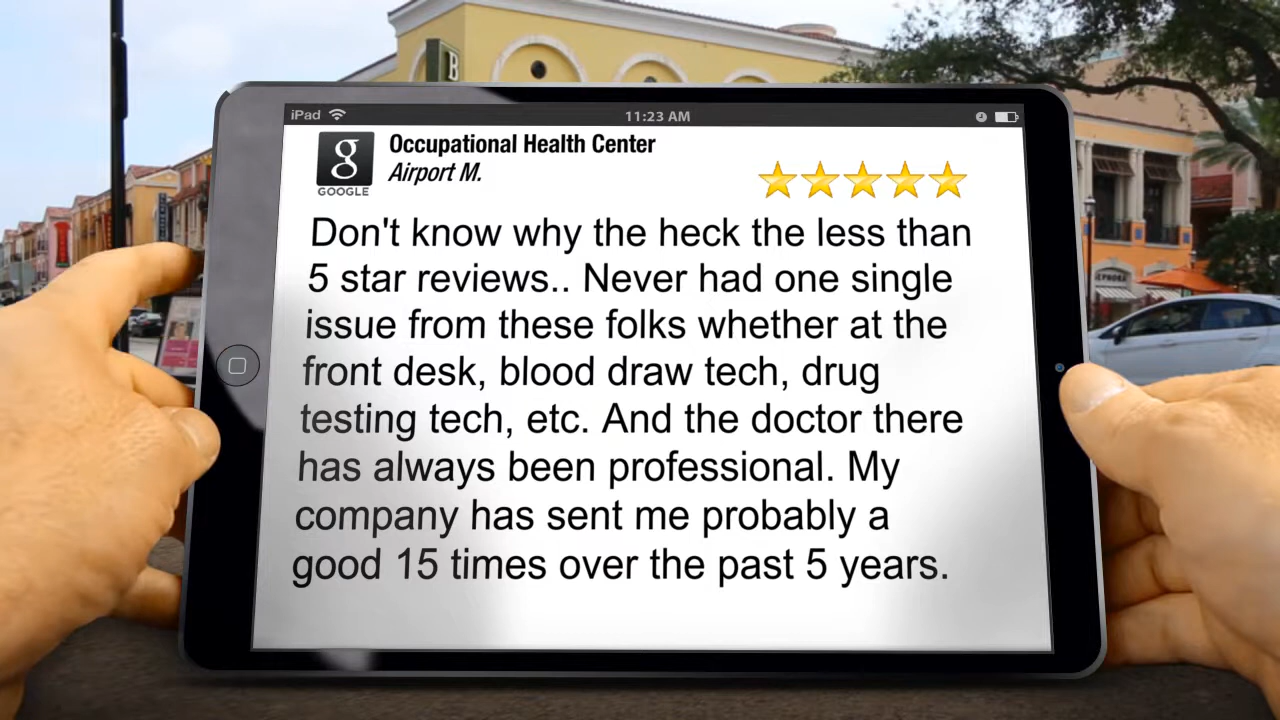 B
iPad
11:23 AM
g
GOOGLE
Occupational Health Center
Airport M.
Don't know why the heck the less than
5 star reviews.. Never had one single
issue from these folks whether at the
front desk, blood draw tech, drug
testing tech, etc. And the doctor there
has always been professional. My
company has sent me probably a
good 15 times over the past 5 years.
SEPHORA